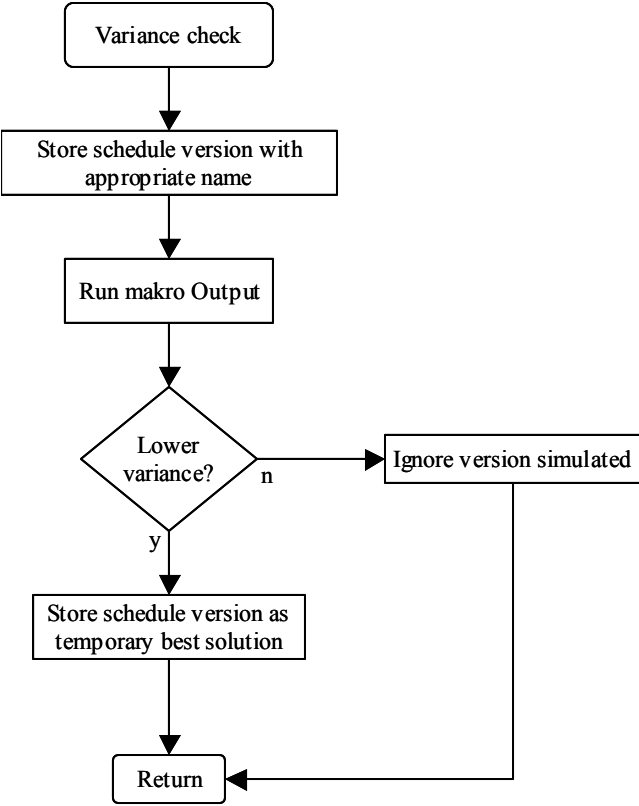 Variance check
Store schedule version with
appropriate name
Run makro Output
Lower
variance?
n
Ignore version simulated
y
Store schedule version as
temporary best solution
Return